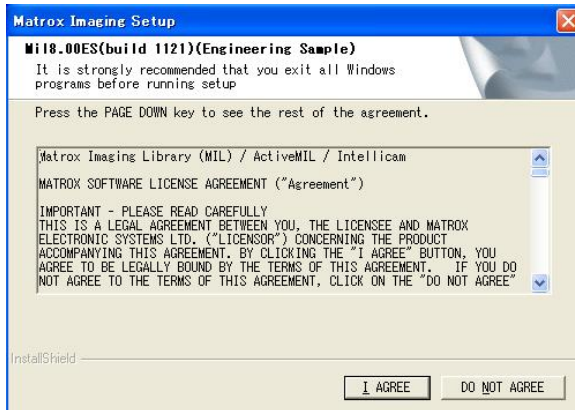 Matrox Imaging Setup
Mil8.00ES(build 1121)(Engineering Sample)
It is strongly recommended that you exit all Windows
programs before running setup
Press the PAGE DOWN key to see the rest of the agreement.
Matrox Imaging Library (MIL) / ActiveMIL / Intellicam
MATROX SOFTWARE LICENSE AGREEMENT ("Agreement")
IMPORTANT - PLEASE READ CAREFULLY
THIS IS A LEGAL AGREEMENT BETWEEN YOU, THE LICENSEE AND MATROX
ELECTRONIC SYSTEMS LTD. ("LICENSOR") CONCERNING THE PRODUCT
ACCOMPANYING THIS AGREEMENT. BY CLICKING THE "I AGREE" BUTTON, YOU
AGREE TO BE LEGALLY BOUND BY THE TERMS OF THIS AGREEMENT. IF YOU DO
NOT AGREE TO THE TERMS OF THIS AGREEMENT, CLICK ON THE "DO NOT AGREE"
InstallShield
I AGREE
DO NOT AGREE